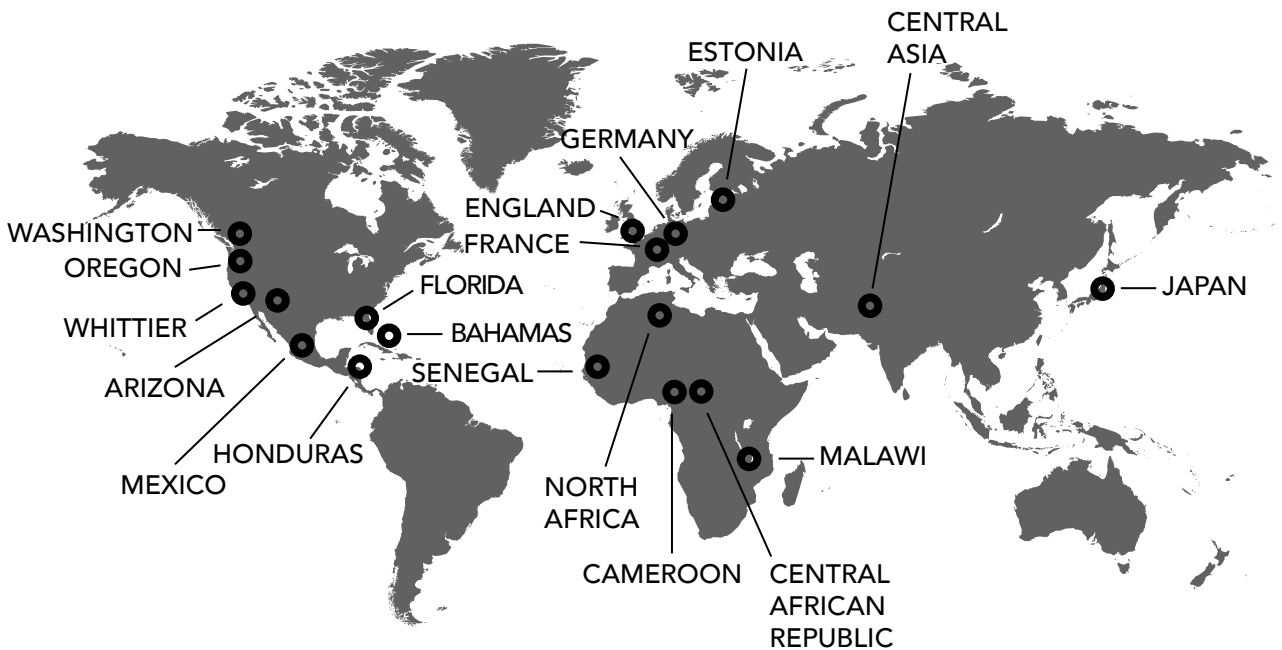 CENTRAL
ASIA
ESTONIA
GERMANY
ENGLAND
FRANCE
WASHINGTON
OREGON
WHITTIER
ARIZONA
MEXICO
HONDURAS
FLORIDA
BAHAMAS
SENEGAL
NORTH
AFRICA
CAMEROON
CENTRAL
AFRICAN
REPUBLIC
MALAWI
JAPAN